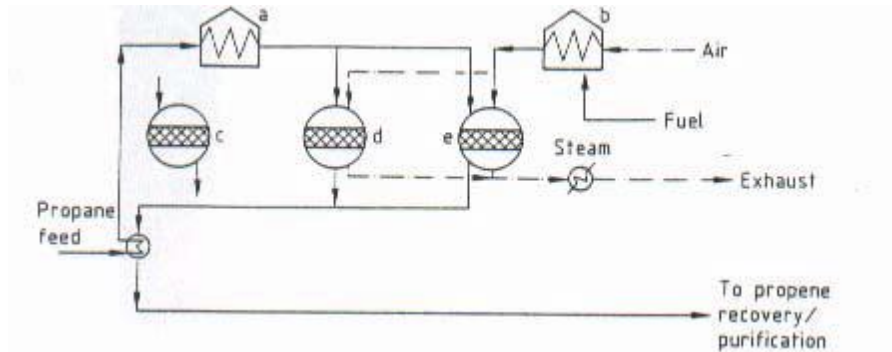 a
b
Air
c
d
e
Fuel
Steam
Exhaust
Propane
feed
To propene
recovery/
purification